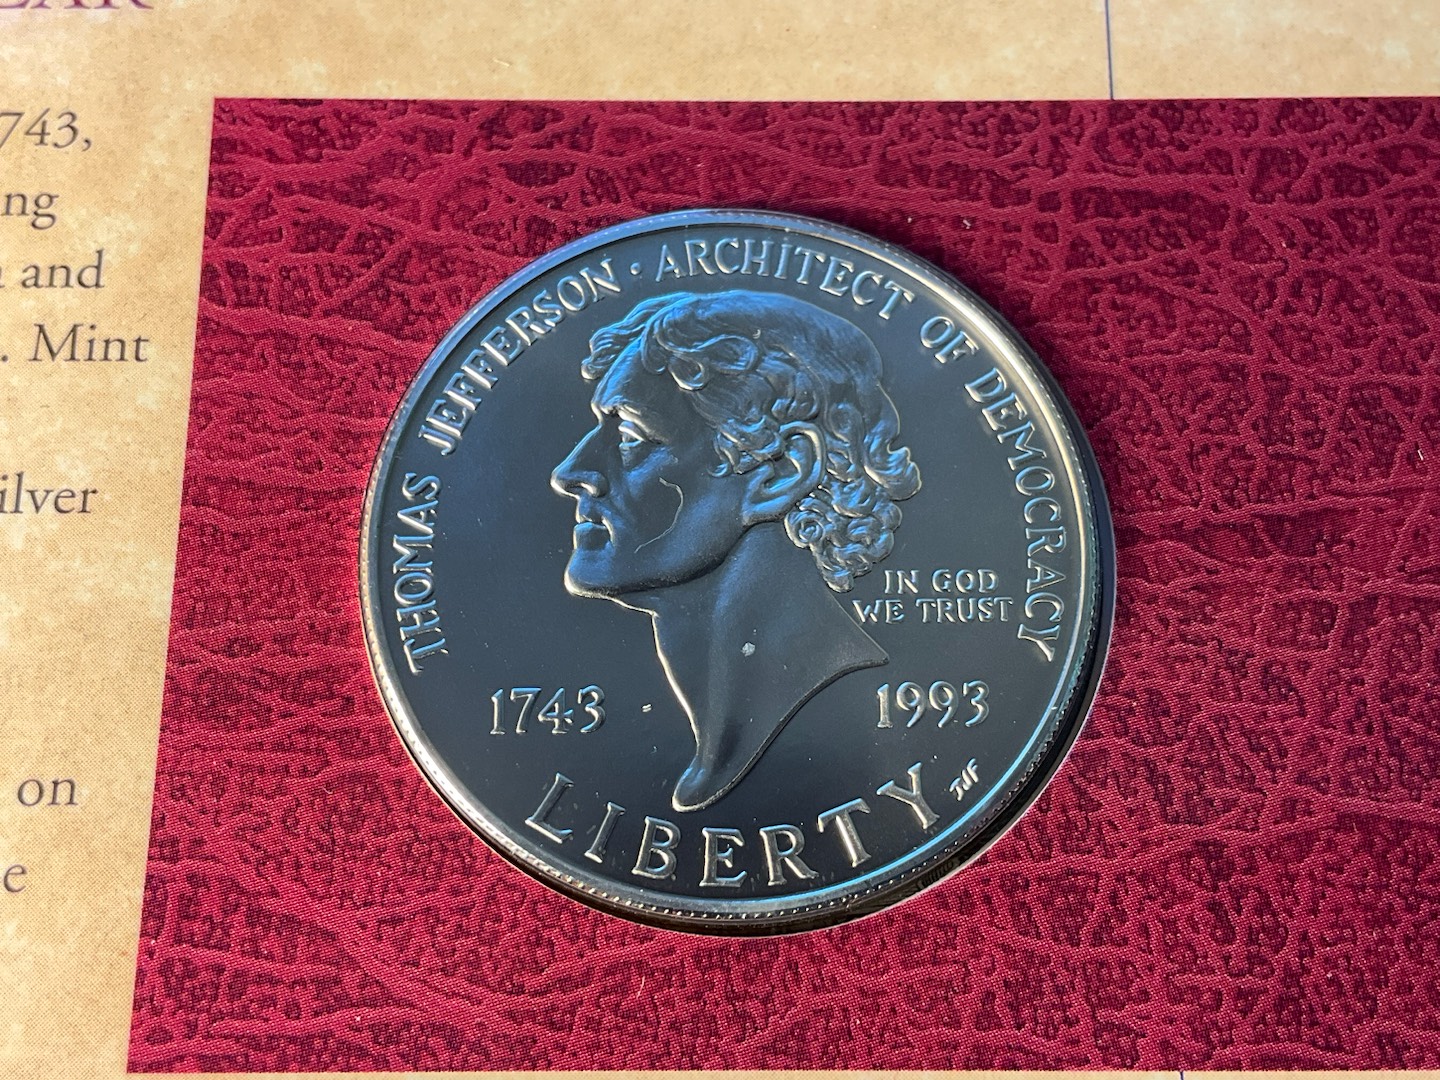 743,
ng
and
. Mint
ilver
on
e
THOMAS JEFFERSON · ARCHITECT OF DEMOCRACY
IN GOD
WE TRUST
1743 1993
LIBERTY